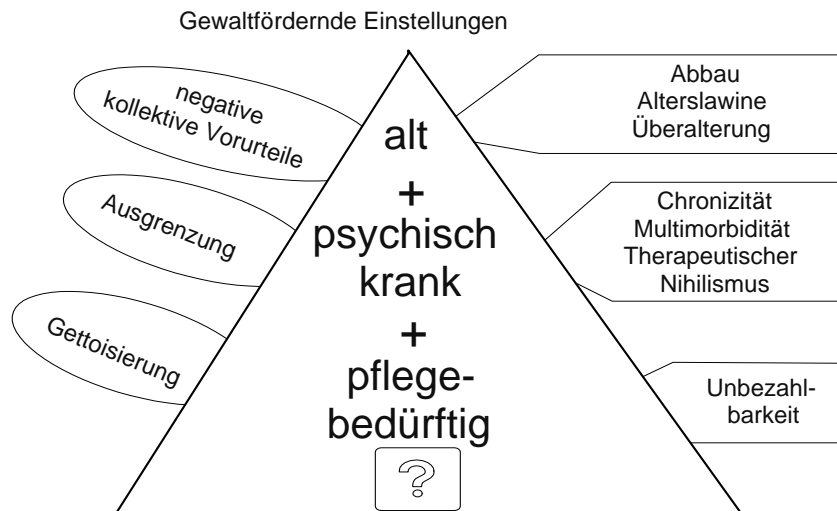 Gewaltfördernde Einstellungen
negative
kollektive Vorurteile
Ausgrenzung
Gettoisierung
alt
+
psychisch
krank
+
pflege-
bedürftig
?
Abbau
Alterslawine
Überalterung
Chronizität
Multimorbidität
Therapeutischer
Nihilismus
Unbezahl-
barkeit